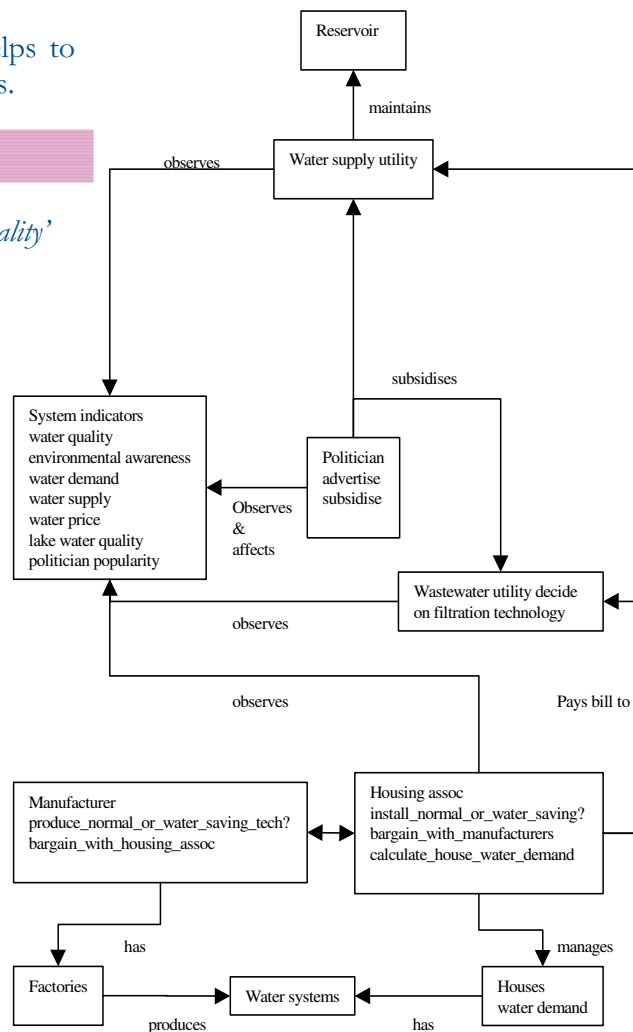 elps to
s.
ality’
Reservoir
maintains
observes
Water supply utility
subsidises
System indicators
water quality
environmental awareness
water demand
water supply
water price
lake water quality
politician popularity
Politician
advertise
subsidise
Observes
&
affects
Wastewater utility decide
on filtration technology
observes
observes
Pays bill to
Manufacturer
produce_normal_or_water_saving_tech?
bargain_with_housing_assoc
Housing assoc
install_normal_or_water_saving?
bargain_with_manufacturers
calculate_house_water_demand
has
manages
Factories
Water systems
Houses
water demand
produces
has